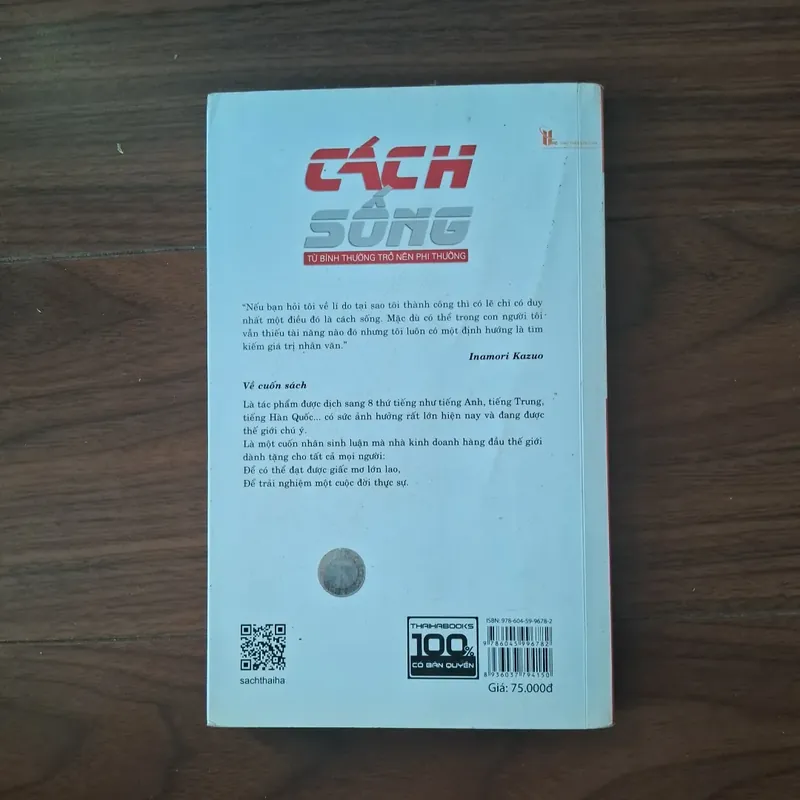 CÁCH
SỐNG
TỪ BÌNH THƯỜNG TRỞ NÊN PHI THƯỜNG
"Nếu bạn hỏi tôi về lí do tại sao tôi thành công thì có lẽ chỉ có duy
nhất một điều đó là cách sống. Mặc dù có thể trong con người tôi
vẫn thiếu tài năng nào đó nhưng tôi luôn có một định hướng là tìm
kiếm giá trị nhân văn."
Inamori Kazuo
Về cuốn sách
Là tác phẩm được dịch sang 8 thứ tiếng như tiếng Anh, tiếng Trung,
tiếng Hàn Quốc... có sức ảnh hưởng rất lớn hiện nay và đang được
thế giới chú ý.
Là một cuốn nhân sinh luận mà nhà kinh doanh hàng đầu thế giới
dành tặng cho tất cả mọi người:
Để có thể đạt được giấc mơ lớn lao,
Để trải nghiệm một cuộc đời thực sự.
sachthaiha
THAIHABOOKS
100%
CÓ BẢN QUYỀN
ISBN: 978-604-59-9678-2
9 786045 996782
8 936037 794150
Giá: 75.000đ